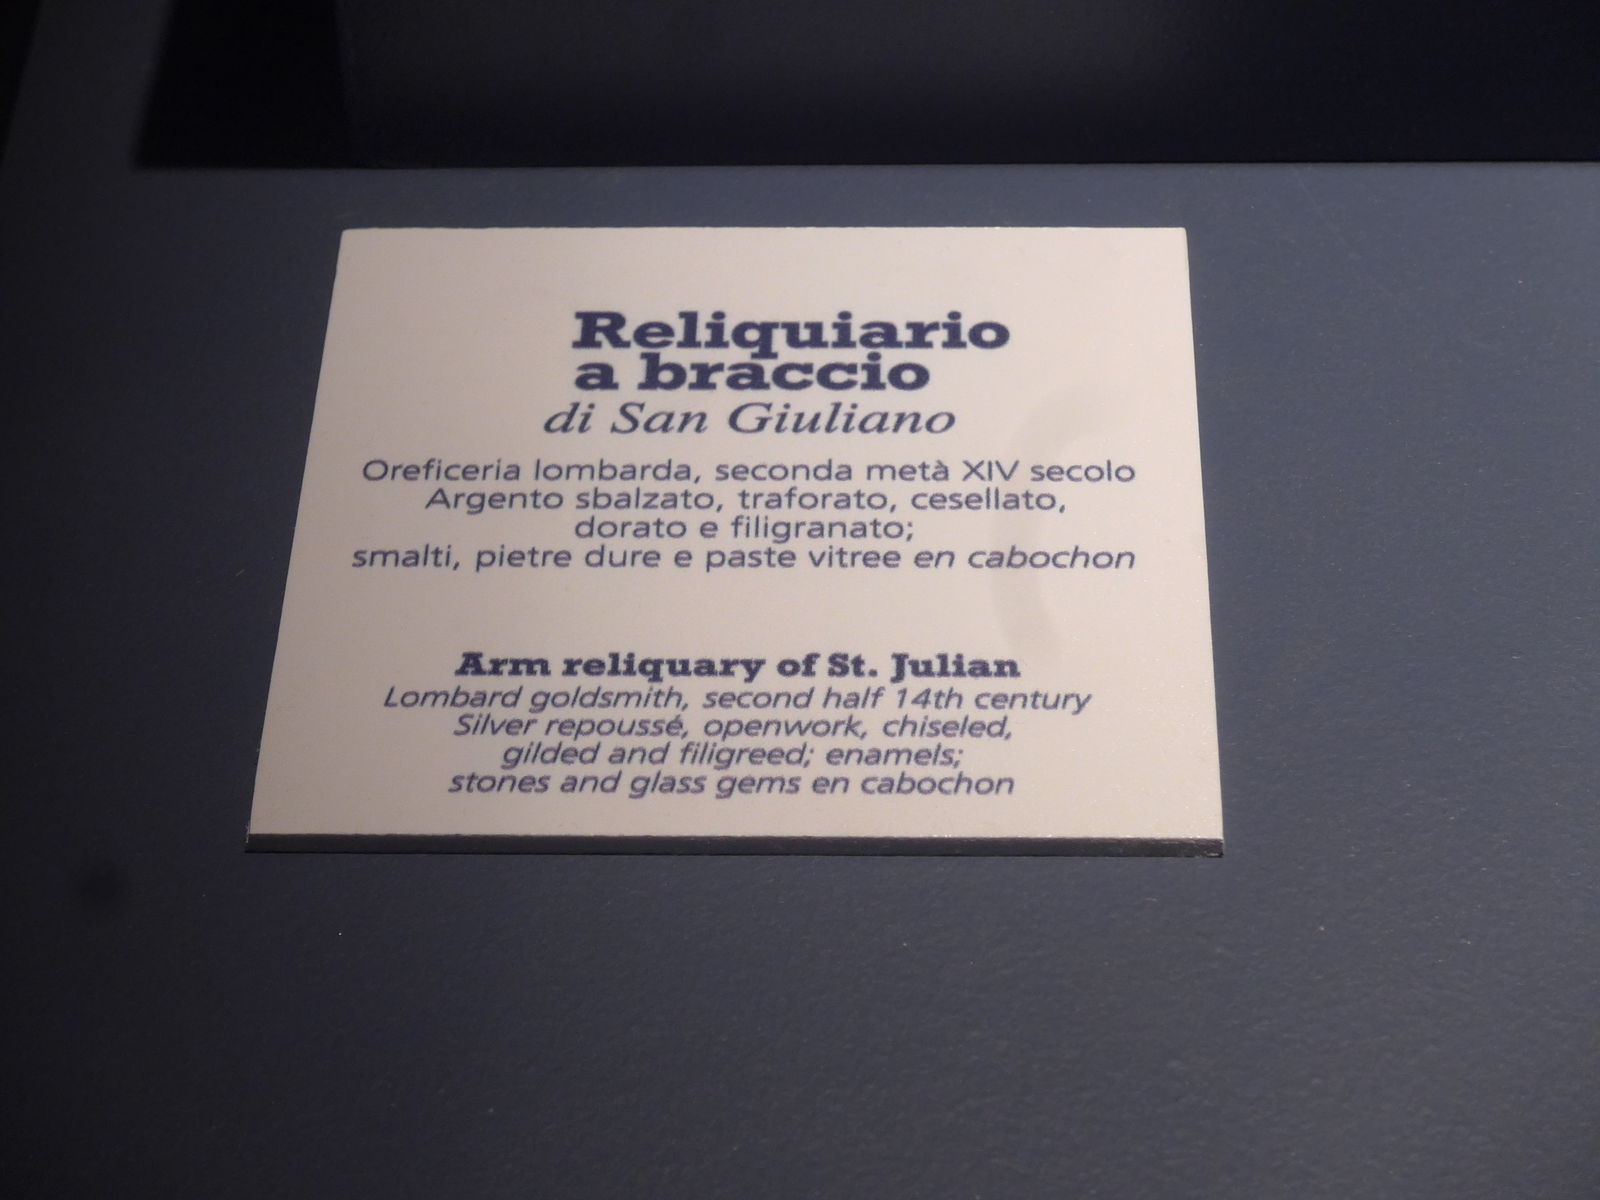 Reliquiario
a braccio
di San Giuliano
Oreficeria lombarda, seconda metà XIV secolo
Argento sbalzato, traforato, cesellato,
dorato e filigranato;
smalti, pietre dure e paste vitree en cabochon
Arm reliquary of St. Julian
Lombard goldsmith, second half 14th century
Silver repoussé, openwork, chiseled,
gilded and filigreed; enamels;
stones and glass gems en cabochon